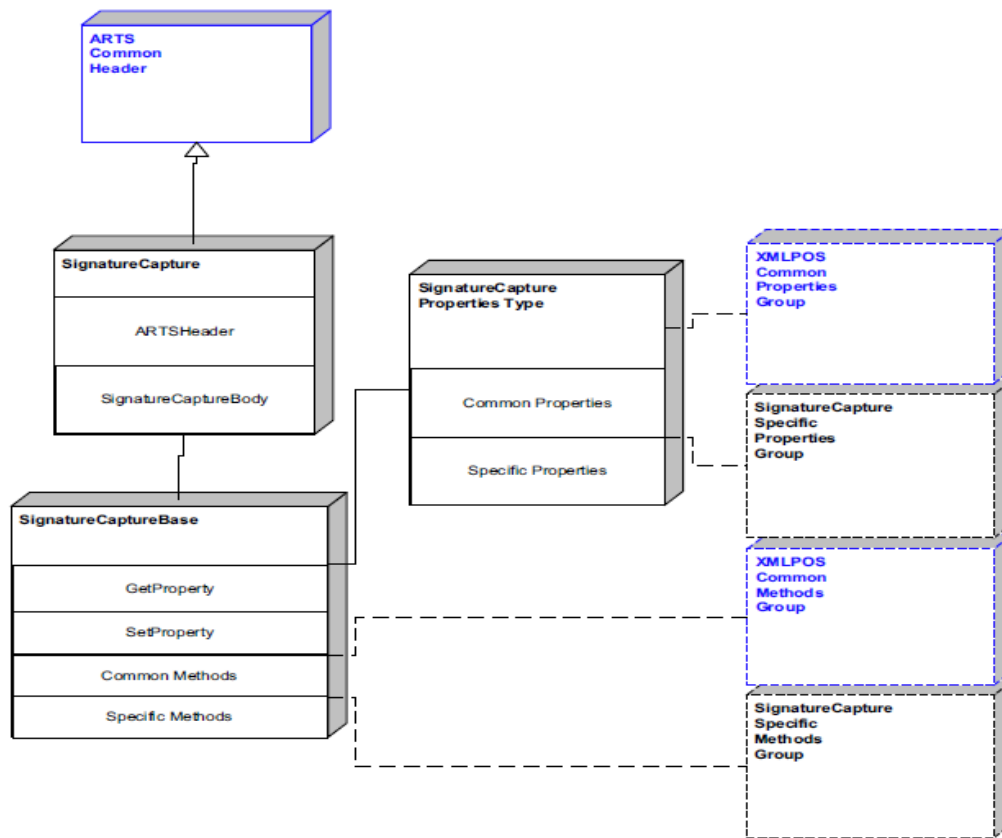 ARTS
Common
Header
SignatureCapture
ARTSHeader
SignatureCaptureBody
SignatureCaptureBase
GetProperty
SetProperty
Common Methods
Specific Methods
SignatureCapture
Properties Type
Common Properties
Specific Properties
XMLPOS
Common
Properties
Group
SignatureCapture
Specific
Properties
Group
XMLPOS
Common
Methods
Group
SignatureCapture
Specific
Methods
Group